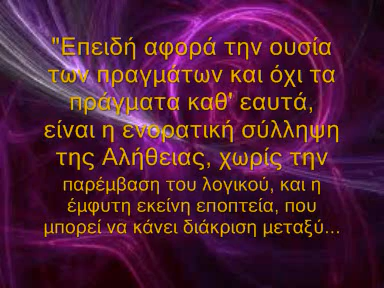 "Επειδή αφορά την ουσία
των πραγμάτων και όχι τα
πράγματα καθ' εαυτά,
είναι η ενορατική σύλληψη
της Αλήθειας, χωρίς την
παρέμβαση του λογικού, και η
έμφυτη εκείνη εποπτεία, που
μπορεί να κάνει διάκριση μεταξύ...